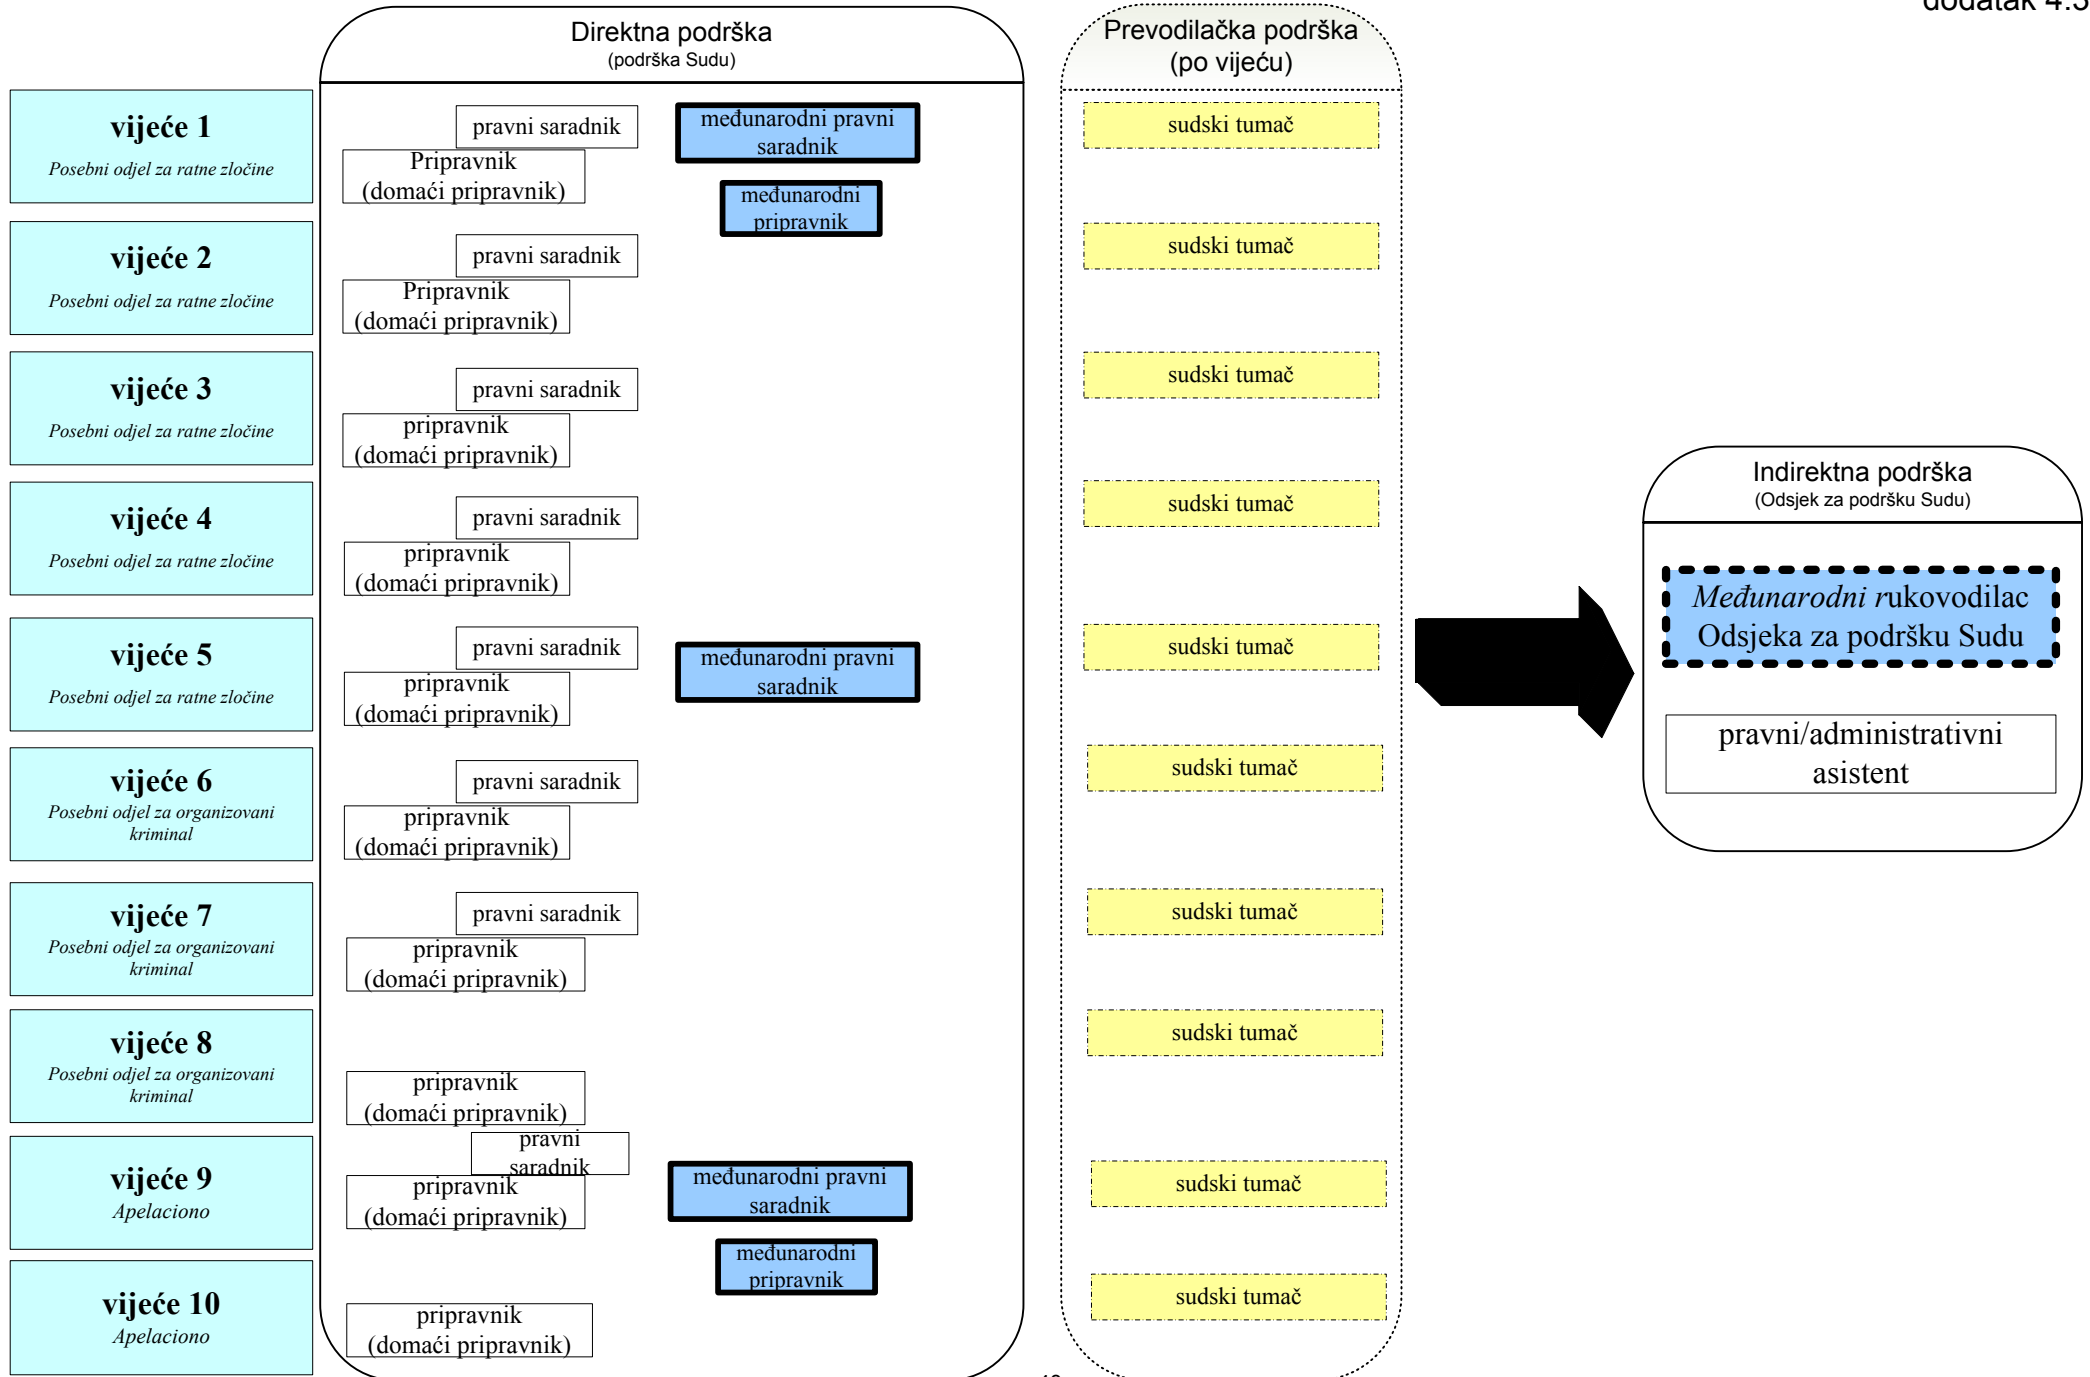 dodatak 4.3
Direktna podrška
(podrška Sudu)
Prevodilačka podrška
(po vijeću)
vijeće 1
Posebni odjel za ratne zločine
pravni saradnik
Pripravnik
(domaći pripravnik)
međunarodni pravni
saradnik
međunarodni
pripravnik
sudski tumač
vijeće 2
Posebni odjel za ratne zločine
pravni saradnik
Pripravnik
(domaći pripravnik)
sudski tumač
vijeće 3
Posebni odjel za ratne zločine
pravni saradnik
pripravnik
(domaći pripravnik)
sudski tumač
vijeće 4
Posebni odjel za ratne zločine
pravni saradnik
pripravnik
(domaći pripravnik)
sudski tumač
vijeće 5
Posebni odjel za ratne zločine
pravni saradnik
pripravnik
(domaći pripravnik)
međunarodni pravni
saradnik
sudski tumač
vijeće 6
Posebni odjel za organizovani
kriminal
pravni saradnik
pripravnik
(domaći pripravnik)
sudski tumač
vijeće 7
Posebni odjel za organizovani
kriminal
pravni saradnik
pripravnik
(domaći pripravnik)
sudski tumač
vijeće 8
Posebni odjel za organizovani
kriminal
pripravnik
(domaći pripravnik)
sudski tumač
vijeće 9
Apelaciono
pravni
saradnik
pripravnik
(domaći pripravnik)
međunarodni pravni
saradnik
međunarodni
pripravnik
sudski tumač
vijeće 10
Apelaciono
pripravnik
(domaći pripravnik)
sudski tumač
Indirektna podrška
(Odsjek za podršku Sudu)
Međunarodni rukovodilac
Odsjeka za podršku Sudu
pravni/administrativni
asistent